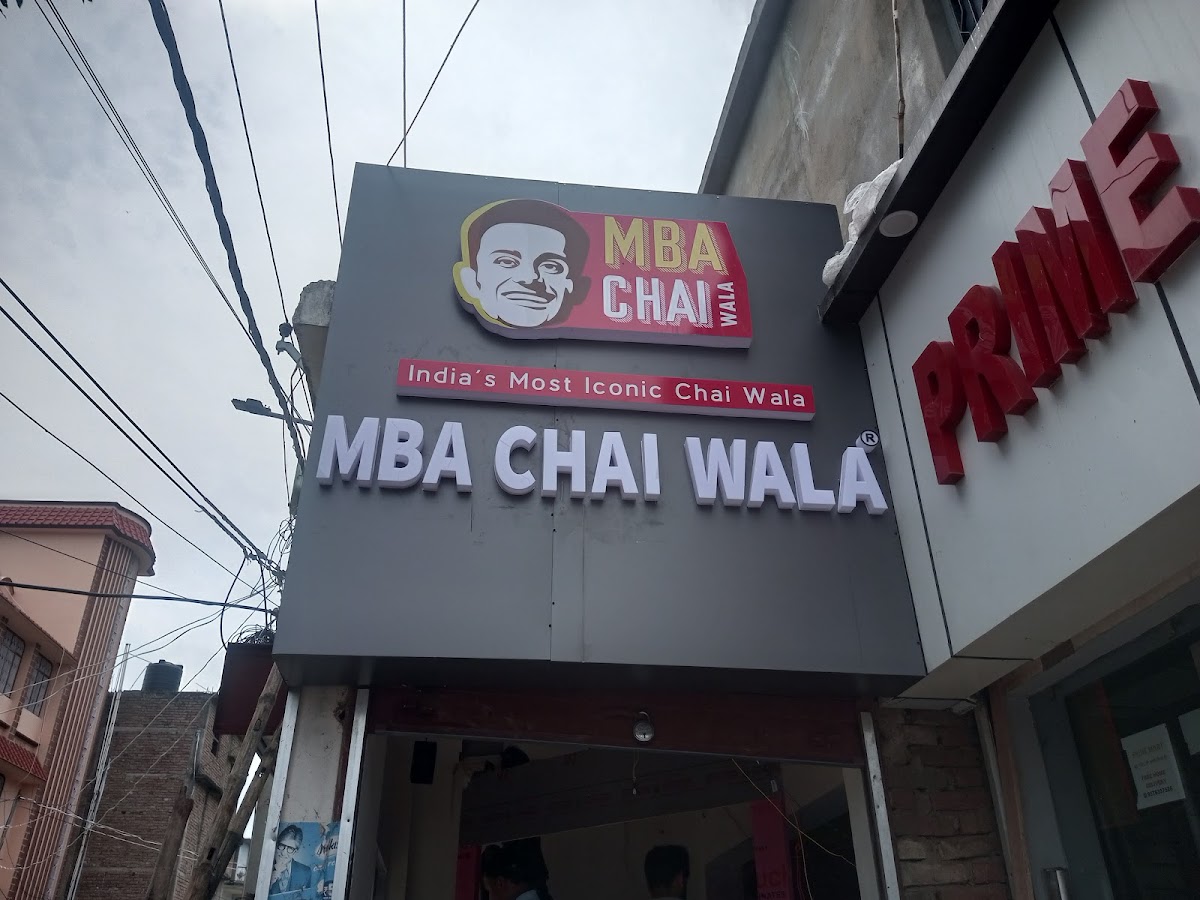 MBA
CHAI
WALA
India's Most Iconic Chai Wala
MBA CHAI WALA®
PRIME